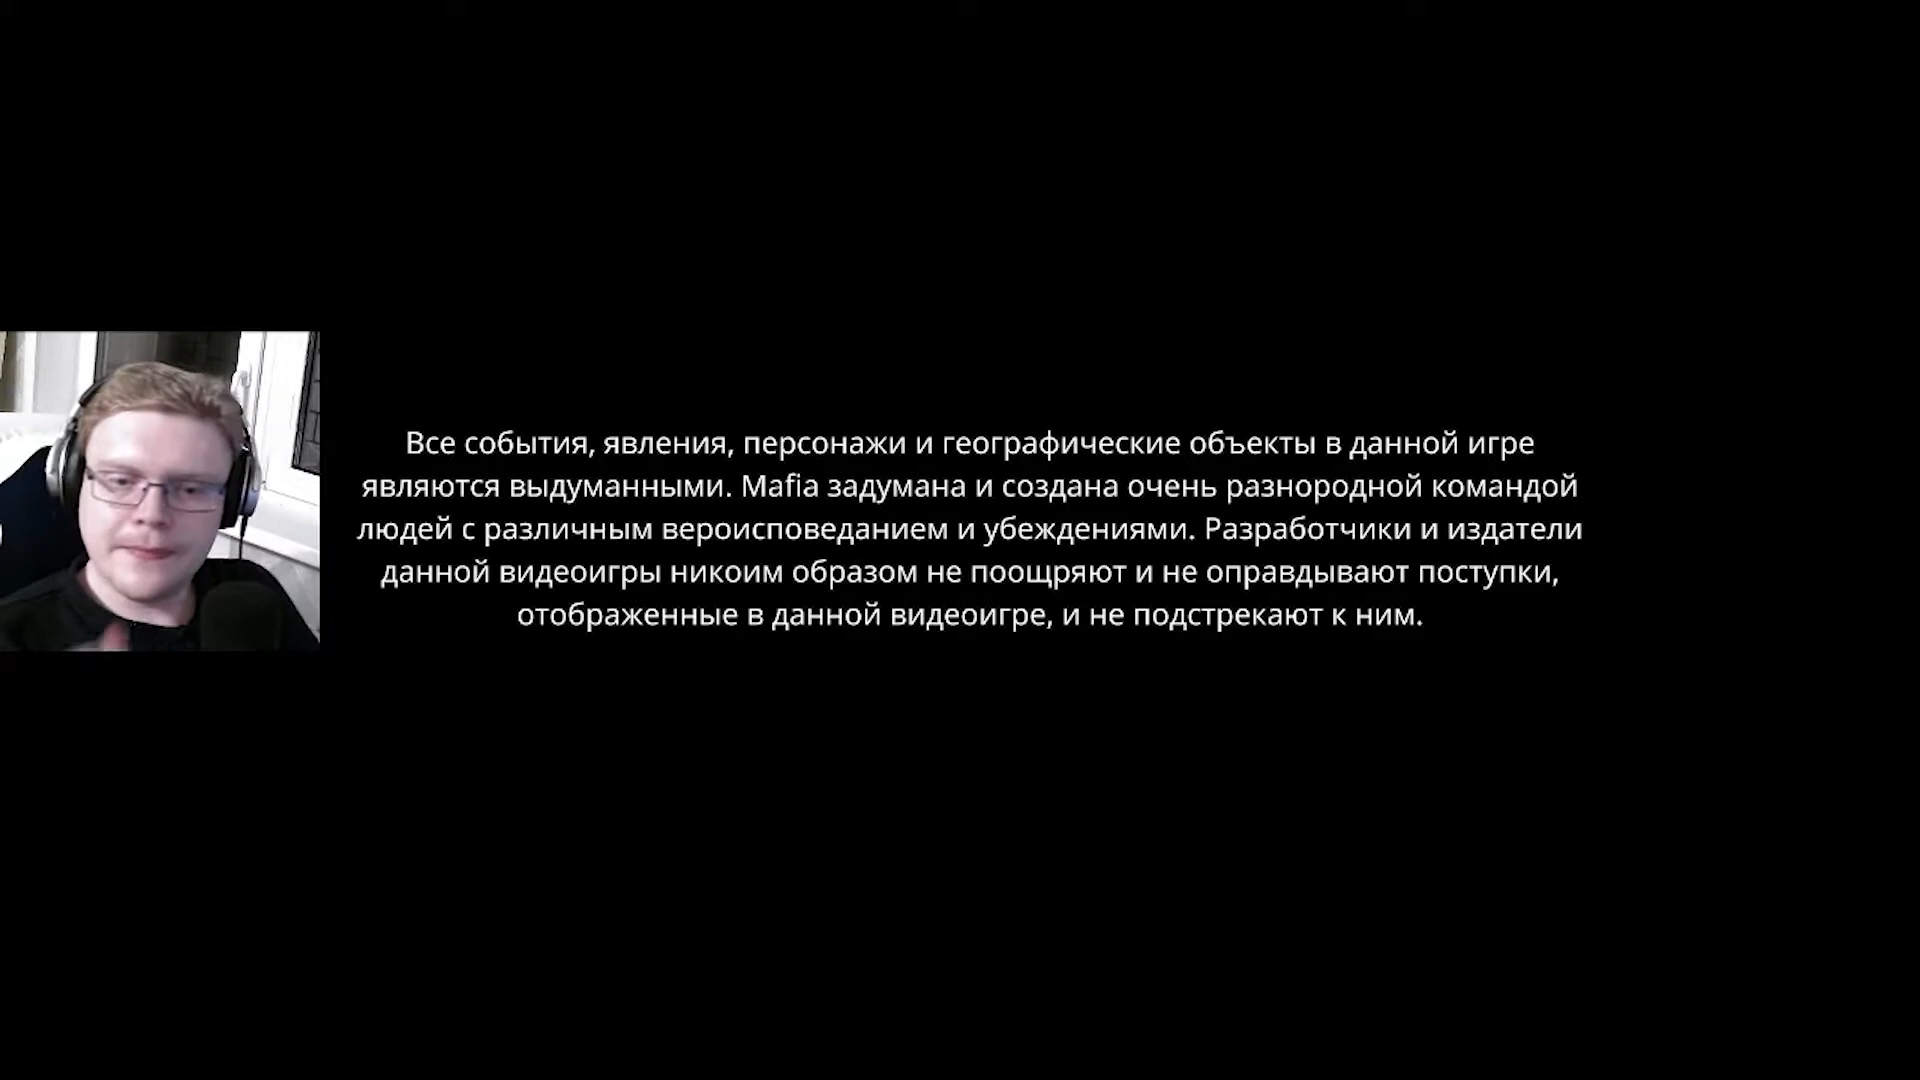 Все события, явления, персонажи и географические объекты в данной игре
являются выдуманными. Mafia задумана и создана очень разнородной командой
людей с различным вероисповеданием и убеждениями. Разработчики и издатели
данной видеоигры никоим образом не поощряют и не оправдывают поступки,
отображенные в данной видеоигре, и не подстрекают к ним.